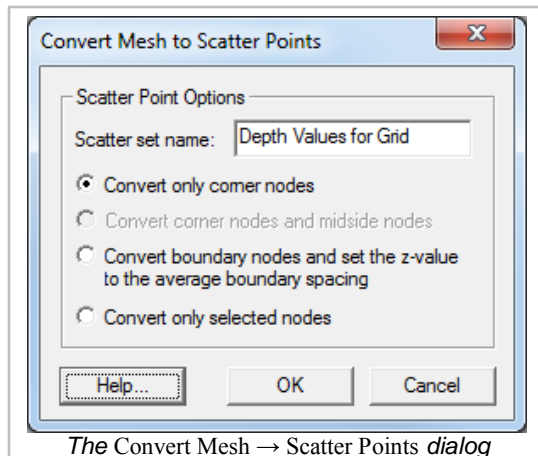 Convert Mesh to Scatter Points
X
Scatter Point Options
Scatter set name: Depth Values for Grid
Convert only corner nodes
Convert corner nodes and midside nodes
Convert boundary nodes and set the z-value
to the average boundary spacing
Convert only selected nodes
Help... OK Cancel
The Convert Mesh → Scatter Points dialog